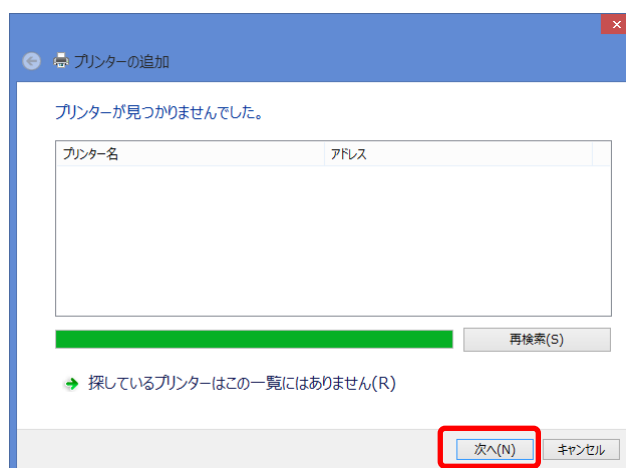 プリンターの追加
プリンターが見つかりませんでした。
プリンター名 アドレス
再検索(S)
探しているプリンターはこの一覧にはありません(R)
次へ(N) キャンセル